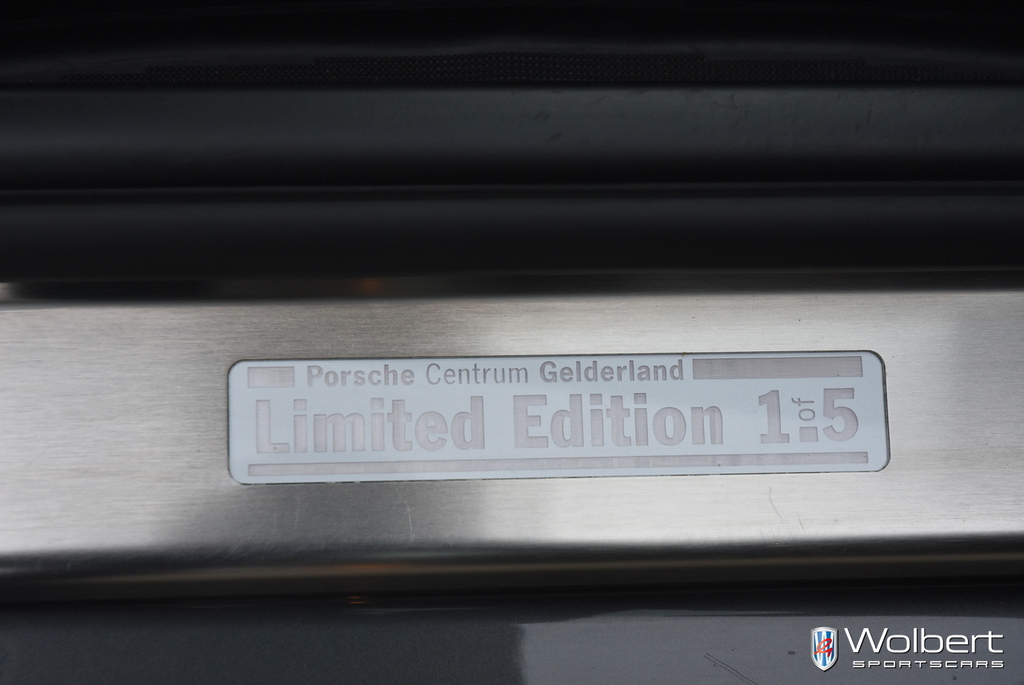 Porsche Centrum Gelderland
Limited Edition 1 of 5
Wolbert
SPORTSCARS